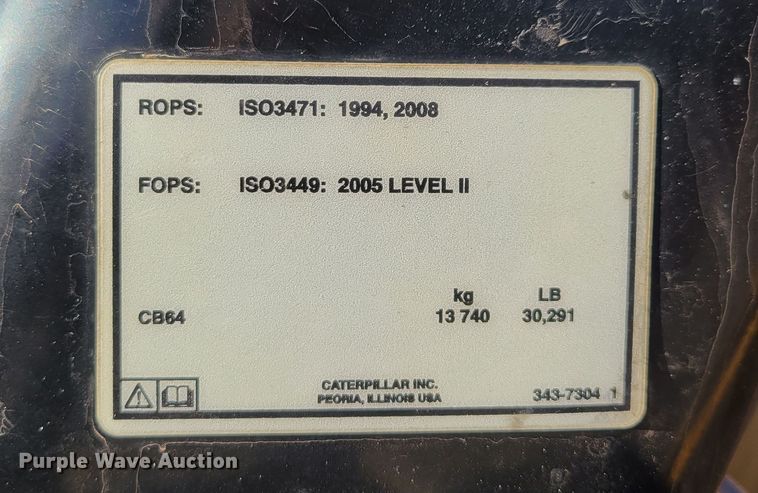 ROPS: ISO3471: 1994, 2008
FOPS: ISO3449: 2005 LEVEL II
kg LB
CB64 13 740 30,291
CATERPILLAR INC.
PEORIA, ILLINOIS USA
343-7304 1
Purple Wave Auction